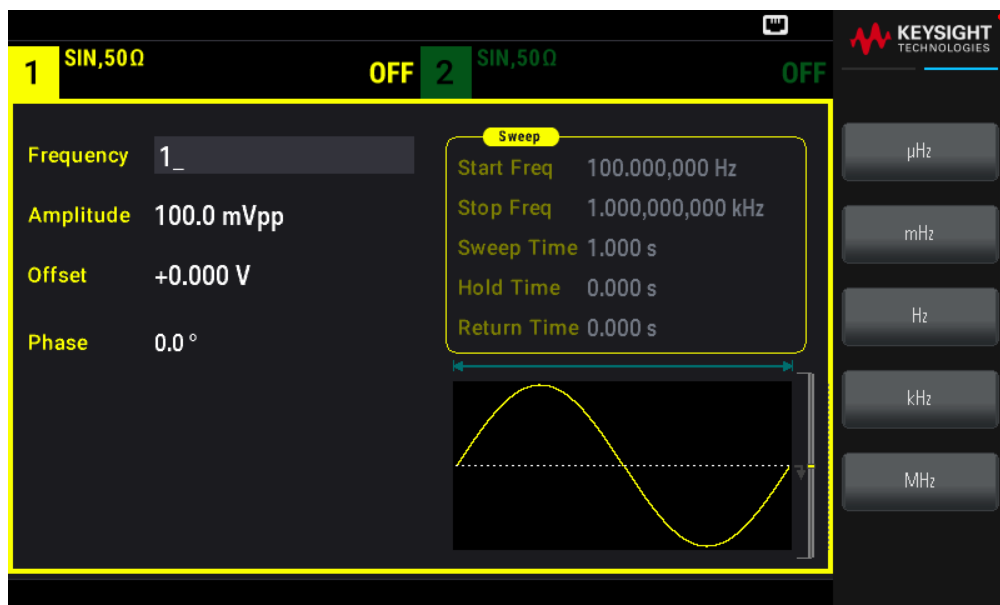 KEYSIGHT
TECHNOLOGIES
1 SIN,50Ω OFF
2 SIN,50Ω OFF
Frequency 1_
Amplitude 100.0 mVpp
Offset +0.000 V
Phase 0.0 °
Sweep
Start Freq 100.000,000 Hz
Stop Freq 1.000,000,000 kHz
Sweep Time 1.000 s
Hold Time 0.000 s
Return Time 0.000 s
µHz
mHz
Hz
kHz
MHz